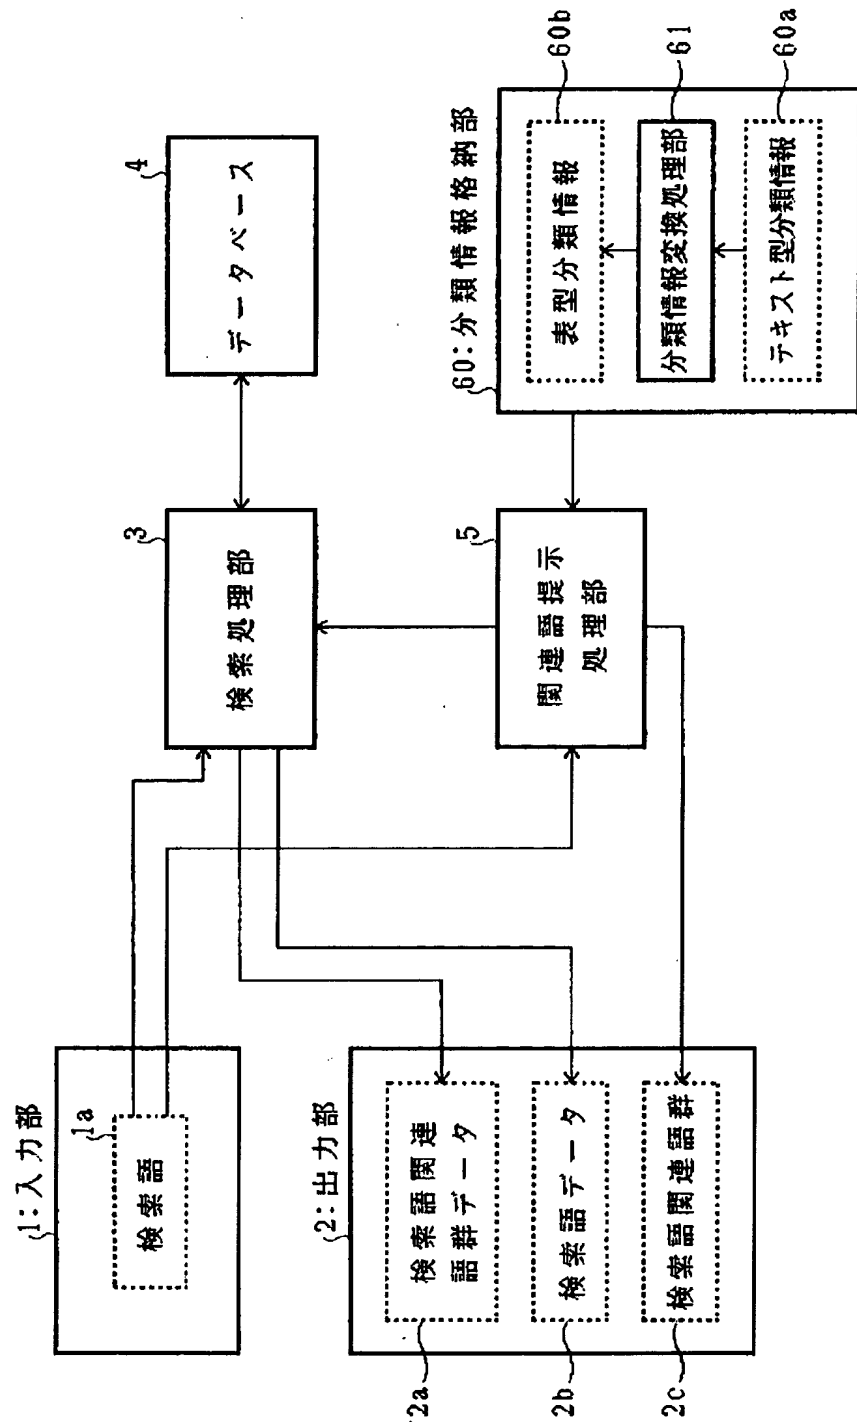 1:入力部
1a
検索語
2:出力部
検索語関連
語群データ
2a
検索語データ
2b
検索語関連語群
2c
3
検索処理部
4
データベース
5
関連語提示
処理部
60:分類情報格納部
表型分類情報
60b
分類情報変換処理部
61
テキスト型分類情報
60a